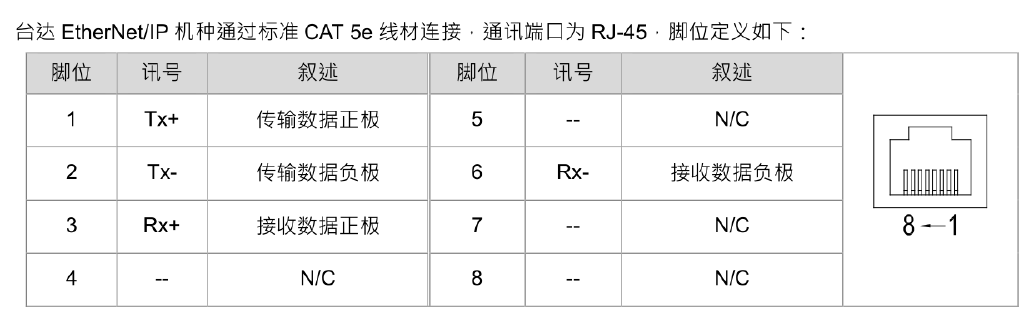 台达 EtherNet/IP 机种通过标准 CAT 5e 线材连接，通讯端口为 RJ-45，脚位定义如下：
脚位 讯号 叙述 脚位 讯号 叙述
1 Tx+ 传输数据正极 5 -- N/C
2 Tx- 传输数据负极 6 Rx- 接收数据负极
3 Rx+ 接收数据正极 7 -- N/C
4 -- N/C 8 -- N/C
8←1